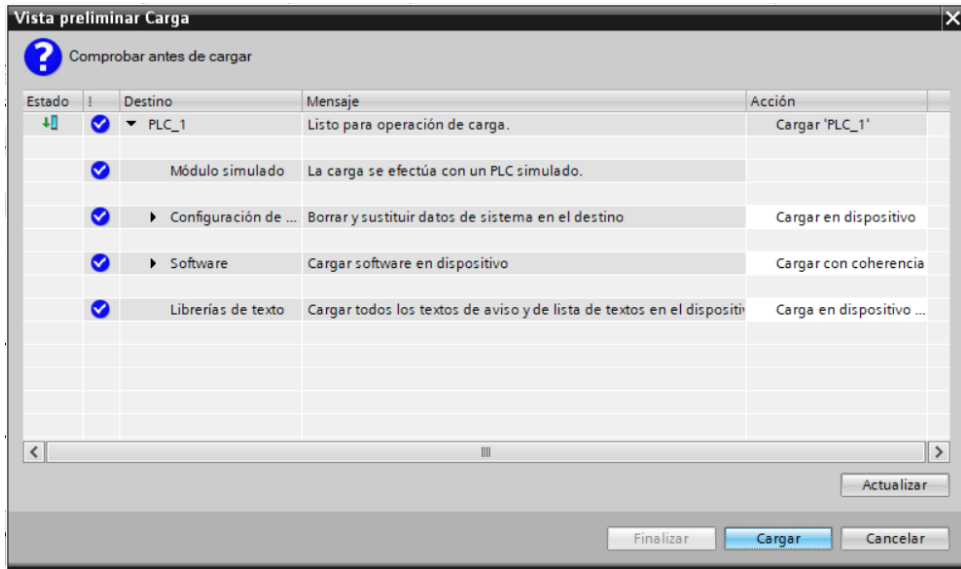 Vista preliminar Carga
Comprobar antes de cargar
Estado ! Destino Mensaje Acción
PLC_1 Listo para operación de carga. Cargar 'PLC_1'
Módulo simulado La carga se efectúa con un PLC simulado.
Configuración de ... Borrar y sustituir datos de sistema en el destino Cargar en dispositivo
Software Cargar software en dispositivo Cargar con coherencia
Librerías de texto Cargar todos los textos de aviso y de lista de textos en el dispositiv Carga en dispositivo ...
Actualizar
Finalizar Cargar Cancelar